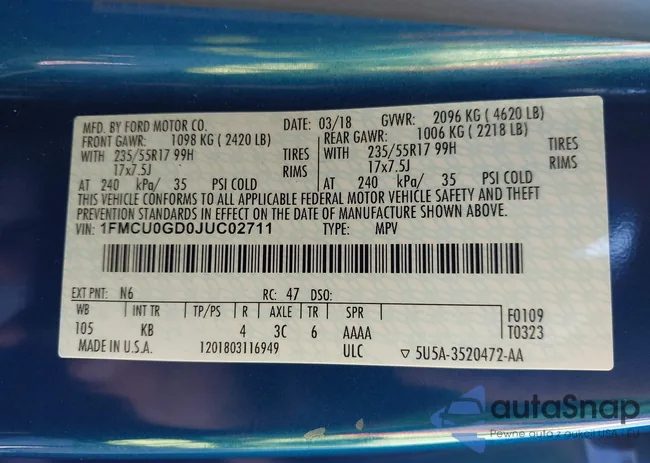 MFD. BY FORD MOTOR CO. DATE: 03/18 GVWR: 2096 KG ( 4620 LB)
FRONT GAWR: 1098 KG ( 2420 LB) REAR GAWR: 1006 KG ( 2218 LB)
WITH 235/55R17 99H TIRES WITH 235/55R17 99H TIRES
17x7.5J RIMS 17x7.5J RIMS
AT 240 kPa/ 35 PSI COLD AT 240 kPa/ 35 PSI COLD
THIS VEHICLE CONFORMS TO ALL APPLICABLE FEDERAL MOTOR VEHICLE SAFETY AND THEFT
PREVENTION STANDARDS IN EFFECT ON THE DATE OF MANUFACTURE SHOWN ABOVE.
VIN: 1FMCU0GD0JUC02711 TYPE: MPV
EXT PNT: N6 RC: 47 DSO:
WB INT TR TP/PS R AXLE TR SPR F0109
105 KB 4 3C 6 AAAA T0323
MADE IN U.S.A. 1201803116949 ULC ▽ 5U5A-3520472-AA
autaSnap
Pewne auta z aukcji USA i EU